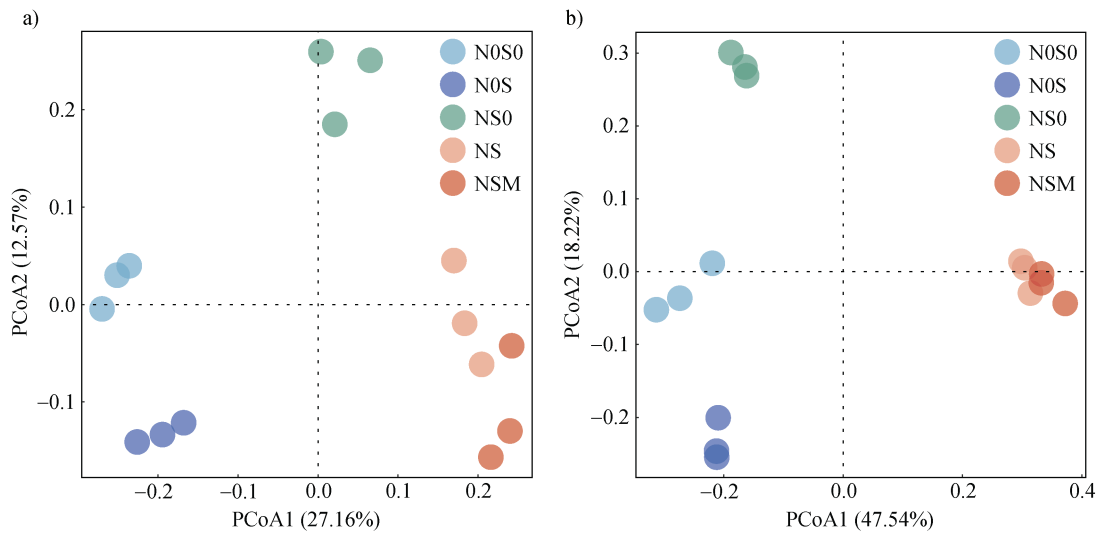 a)
N0S0
N0S
NS0
NS
NSM
0.2
0.1
0.0
−0.1
PCoA2 (12.57%)
−0.2
−0.1
0.0
0.1
0.2
PCoA1 (27.16%)
b)
N0S0
N0S
NS0
NS
NSM
0.3
0.2
0.1
0.0
−0.1
−0.2
PCoA2 (18.22%)
−0.2
0.0
0.2
0.4
PCoA1 (47.54%)